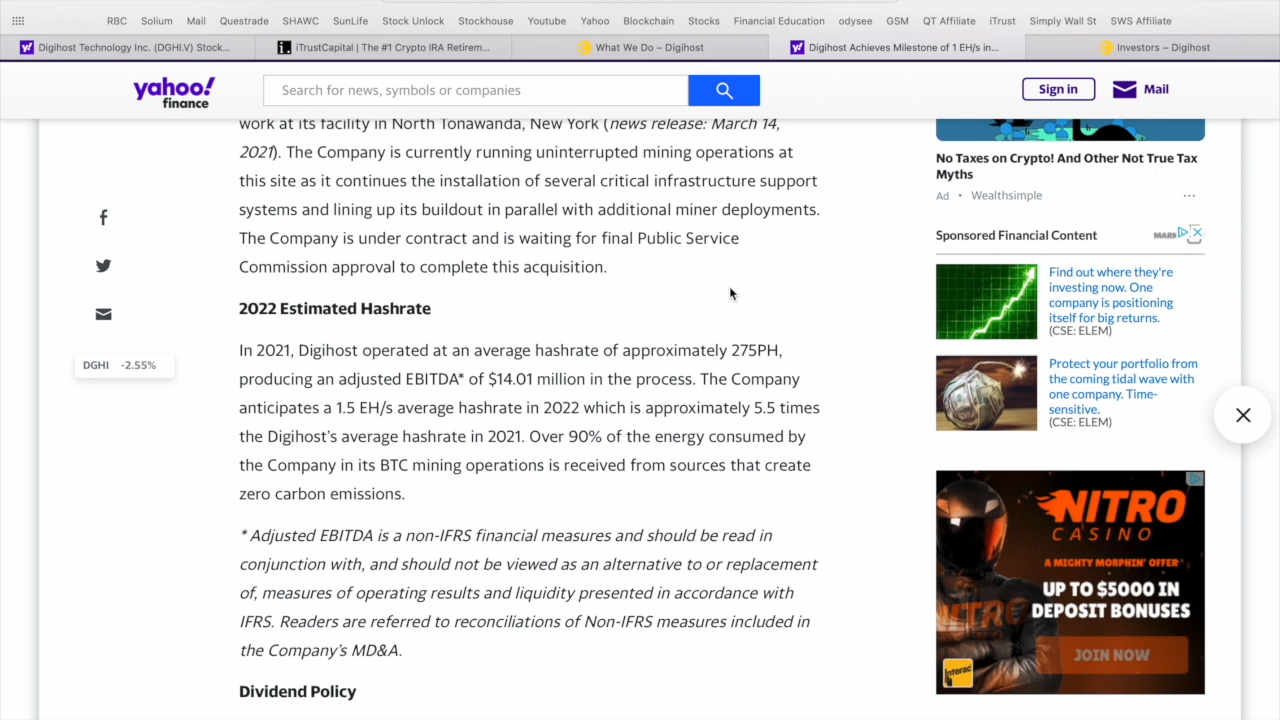 RBC Solium Mail Questrade SHAWC SunLife Stock Unlock Stockhouse Youtube Yahoo Blockchain Stocks Financial Education odysee GSM QT Affiliate iTrust Simply Wall St SWS Affiliate
Digihost Technology Inc. (DGHI.V) Stock...
iTrustCapital | The #1 Crypto IRA Retirem...
What We Do – Digihost
Digihost Achieves Milestone of 1 EH/s in...
Investors – Digihost
yahoo!
finance
Search for news, symbols or companies
Sign in
Mail
work at its facility in North Tonawanda, New York (news release: March 14,
2021). The Company is currently running uninterrupted mining operations at
this site as it continues the installation of several critical infrastructure support
systems and lining up its buildout in parallel with additional miner deployments.
The Company is under contract and is waiting for final Public Service
Commission approval to complete this acquisition.
2022 Estimated Hashrate
In 2021, Digihost operated at an average hashrate of approximately 275PH,
producing an adjusted EBITDA* of $14.01 million in the process. The Company
anticipates a 1.5 EH/s average hashrate in 2022 which is approximately 5.5 times
the Digihost's average hashrate in 2021. Over 90% of the energy consumed by
the Company in its BTC mining operations is received from sources that create
zero carbon emissions.
* Adjusted EBITDA is a non-IFRS financial measures and should be read in
conjunction with, and should not be viewed as an alternative to or replacement
of, measures of operating results and liquidity presented in accordance with
IFRS. Readers are referred to reconciliations of Non-IFRS measures included in
the Company's MD&A.
Dividend Policy
DGHI -2.55%
No Taxes on Crypto! And Other Not True Tax
Myths
Ad • Wealthsimple
Sponsored Financial Content
Find out where they're
investing now. One
company is positioning
itself for big returns.
(CSE: ELEM)
Protect your portfolio from
the coming tidal wave with
one company. Time-
sensitive.
(CSE: ELEM)
NITRO
CASINO
A MIGHTY MORPHIN' OFFER
UP TO $5000 IN
DEPOSIT BONUSES
JOIN NOW
Interac